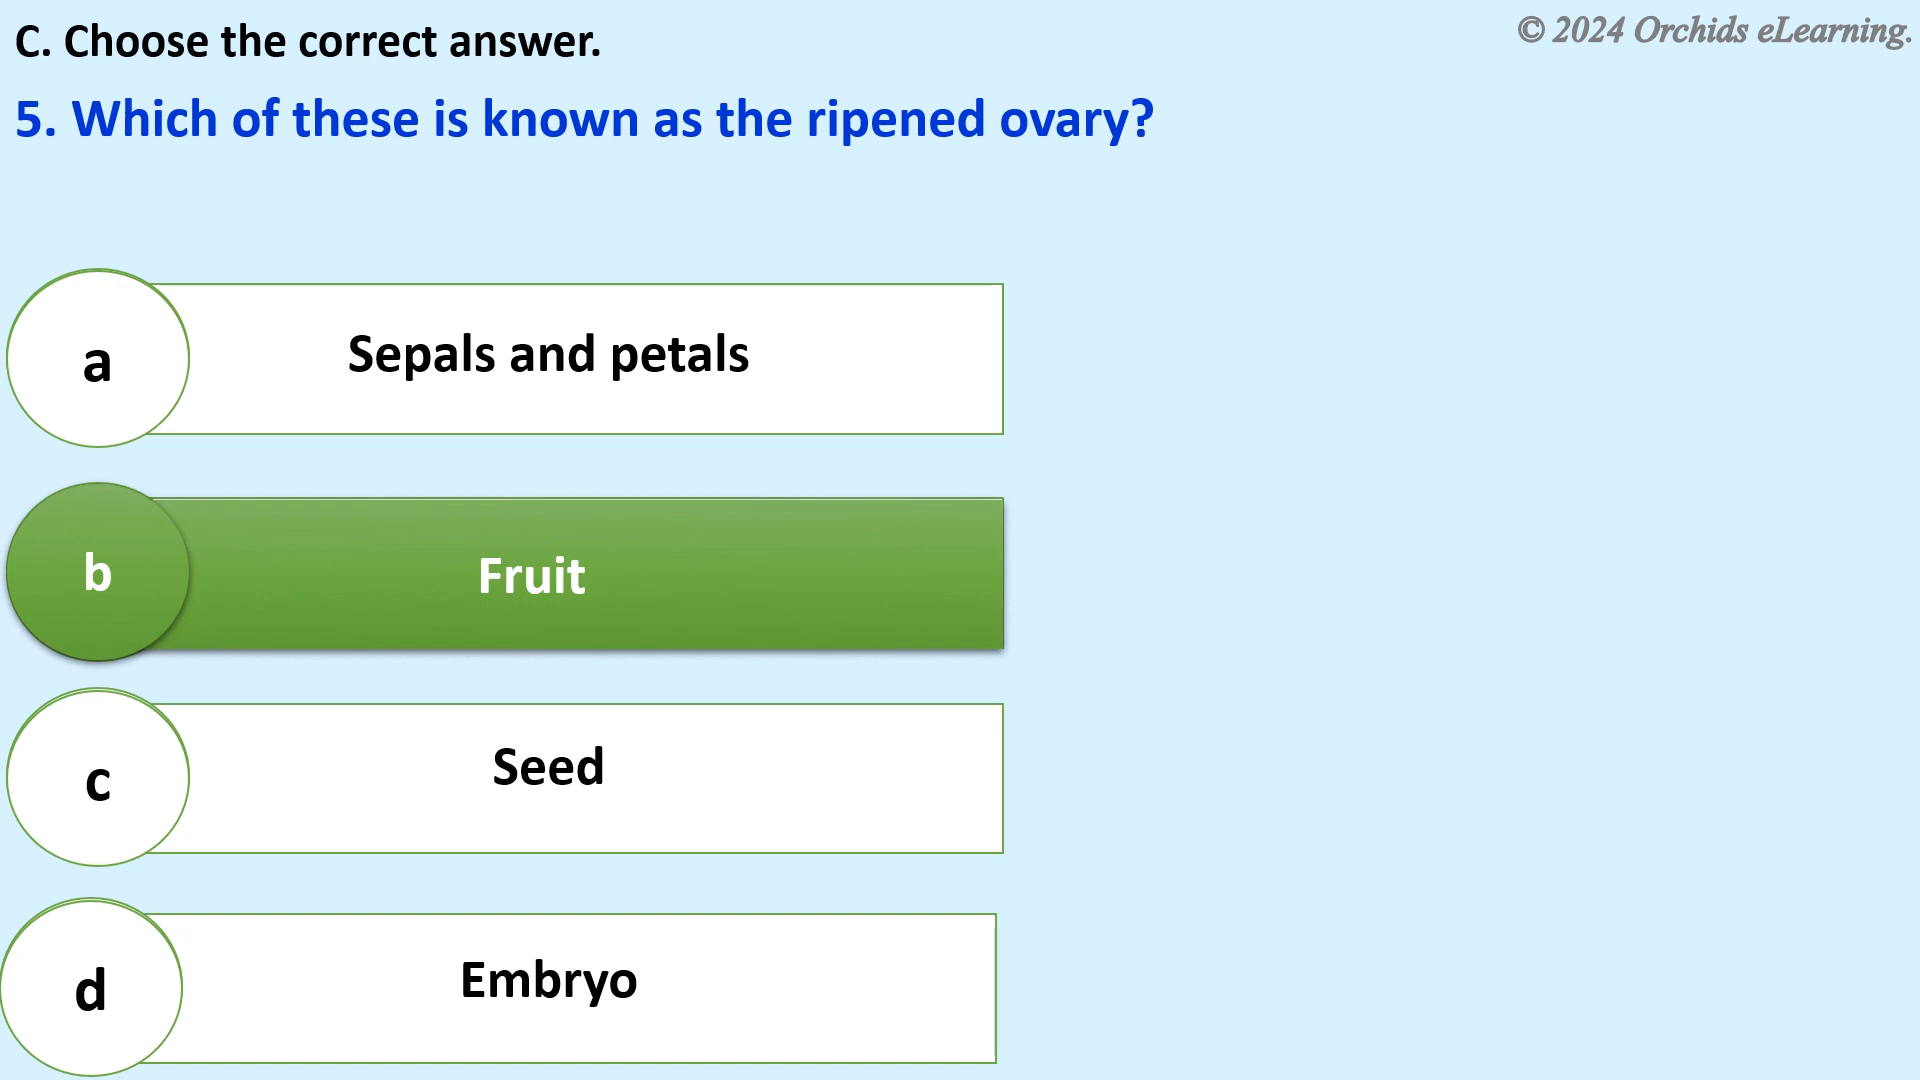 C. Choose the correct answer.
© 2024 Orchids eLearning.
5. Which of these is known as the ripened ovary?
a
Sepals and petals
b
Fruit
c
Seed
d
Embryo